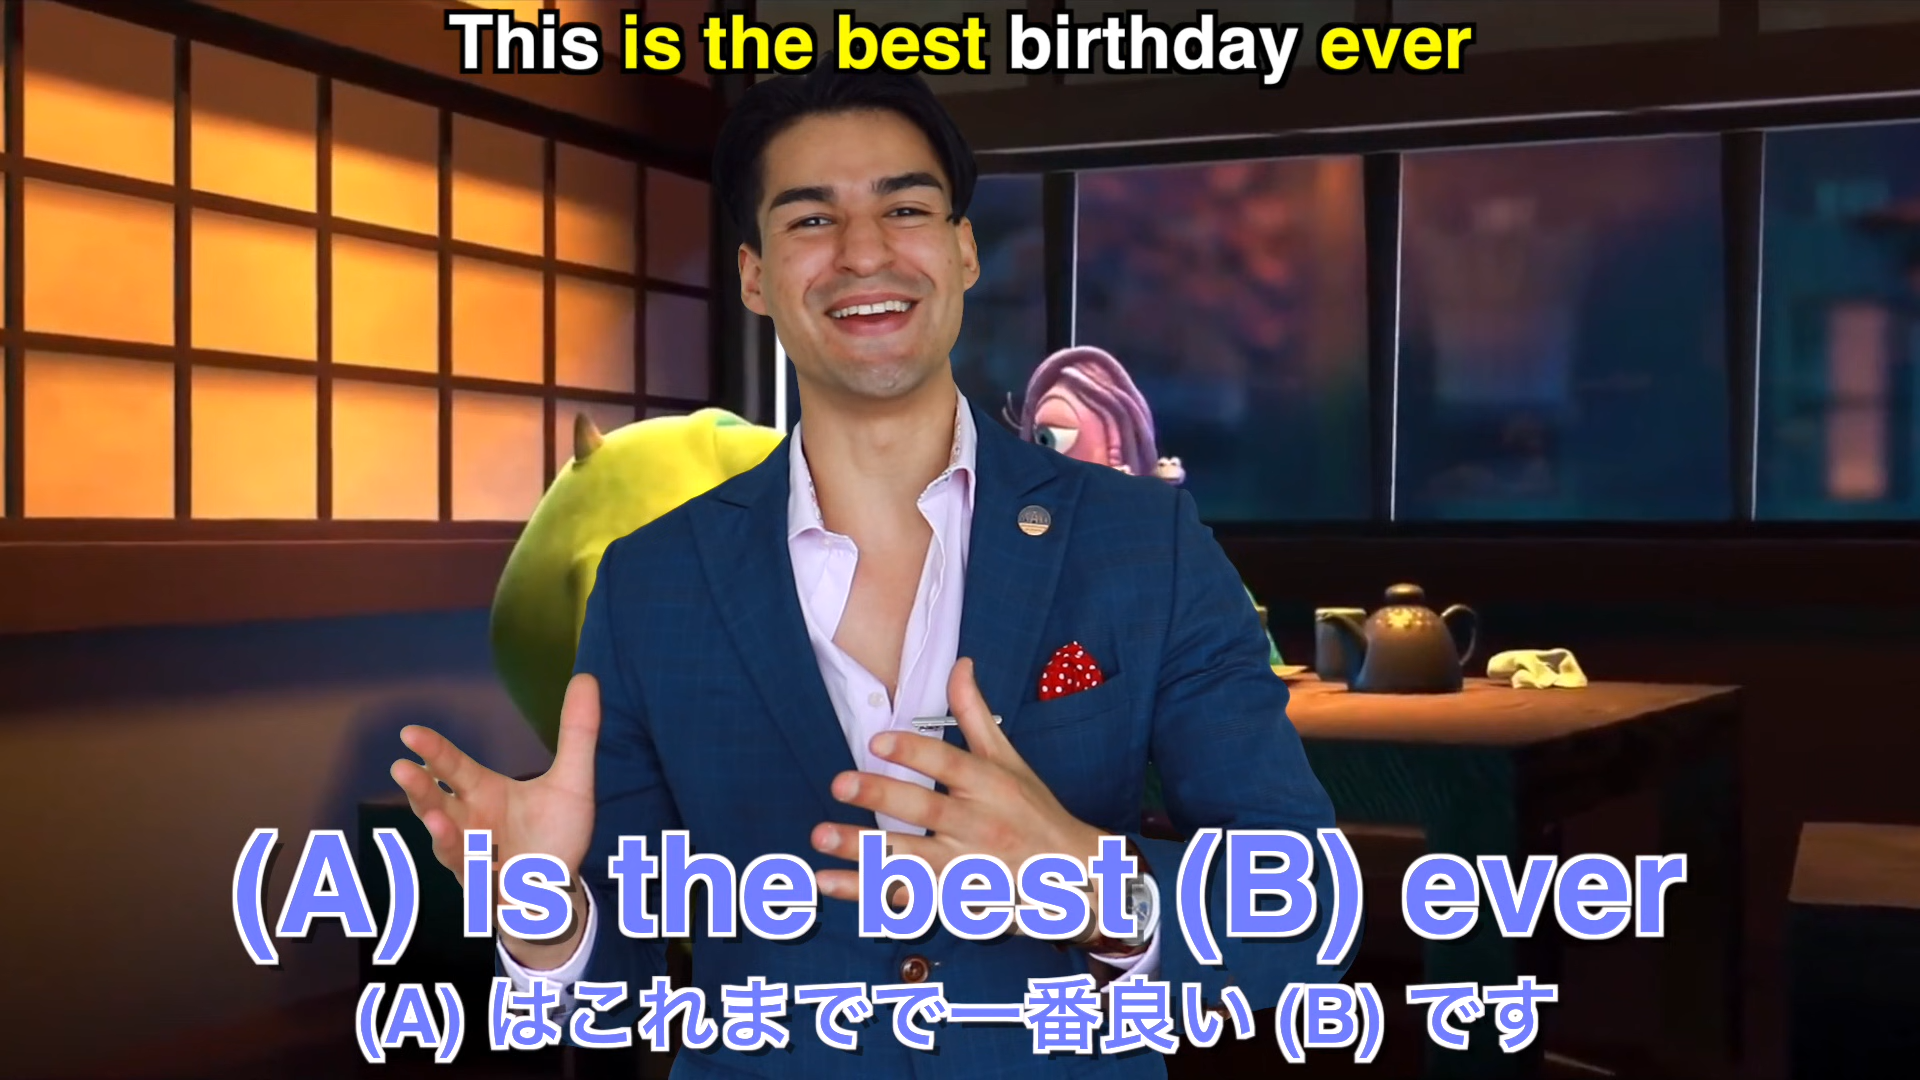 This is the best birthday ever
(A) is the best (B) ever
(A) はこれまでで一番良い (B) です